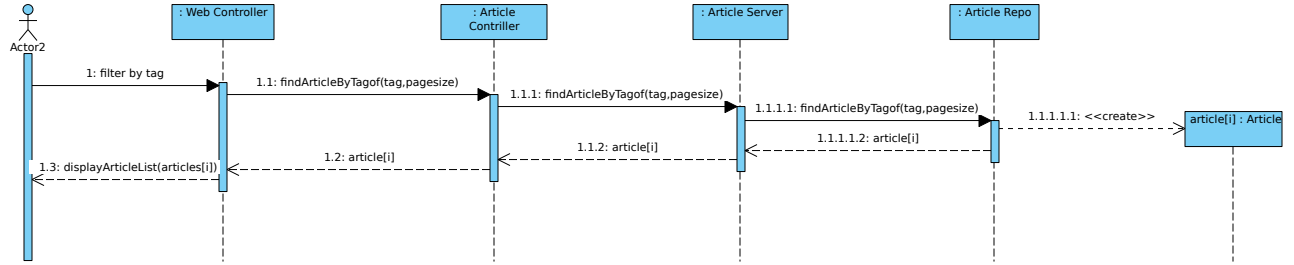 : Web Controller
: Article
Contriller
: Article Server
: Article Repo
Actor2
1: filter by tag
1.1: findArticleByTagof(tag,pagesize)
1.1.1: findArticleByTagof(tag,pagesize)
1.1.1.1: findArticleByTagof(tag,pagesize)
1.1.1.1.1: <<create>>
article[i] : Article
1.1.1.1.2: article[i]
1.1.2: article[i]
1.2: article[i]
1.3: displayArticleList(articles[i])